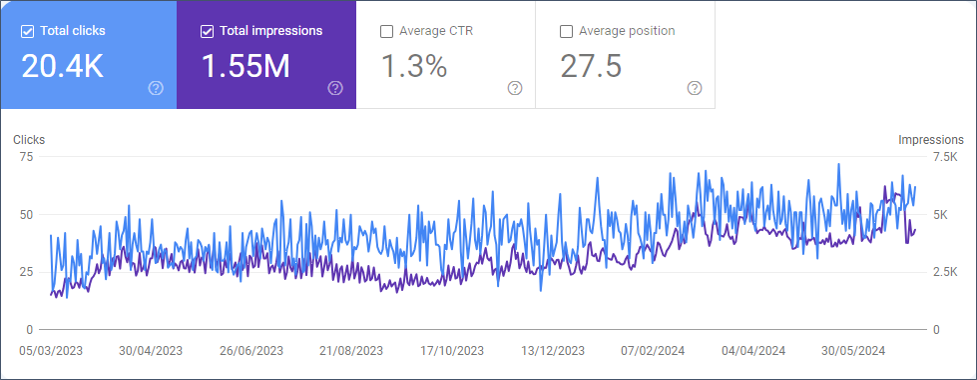 Total clicks
20.4K
Total impressions
1.55M
Average CTR
1.3%
Average position
27.5
Clicks
Impressions
75
7.5K
50
5K
25
2.5K
0
0
05/03/2023 30/04/2023 26/06/2023 21/08/2023 17/10/2023 13/12/2023 07/02/2024 04/04/2024 30/05/2024